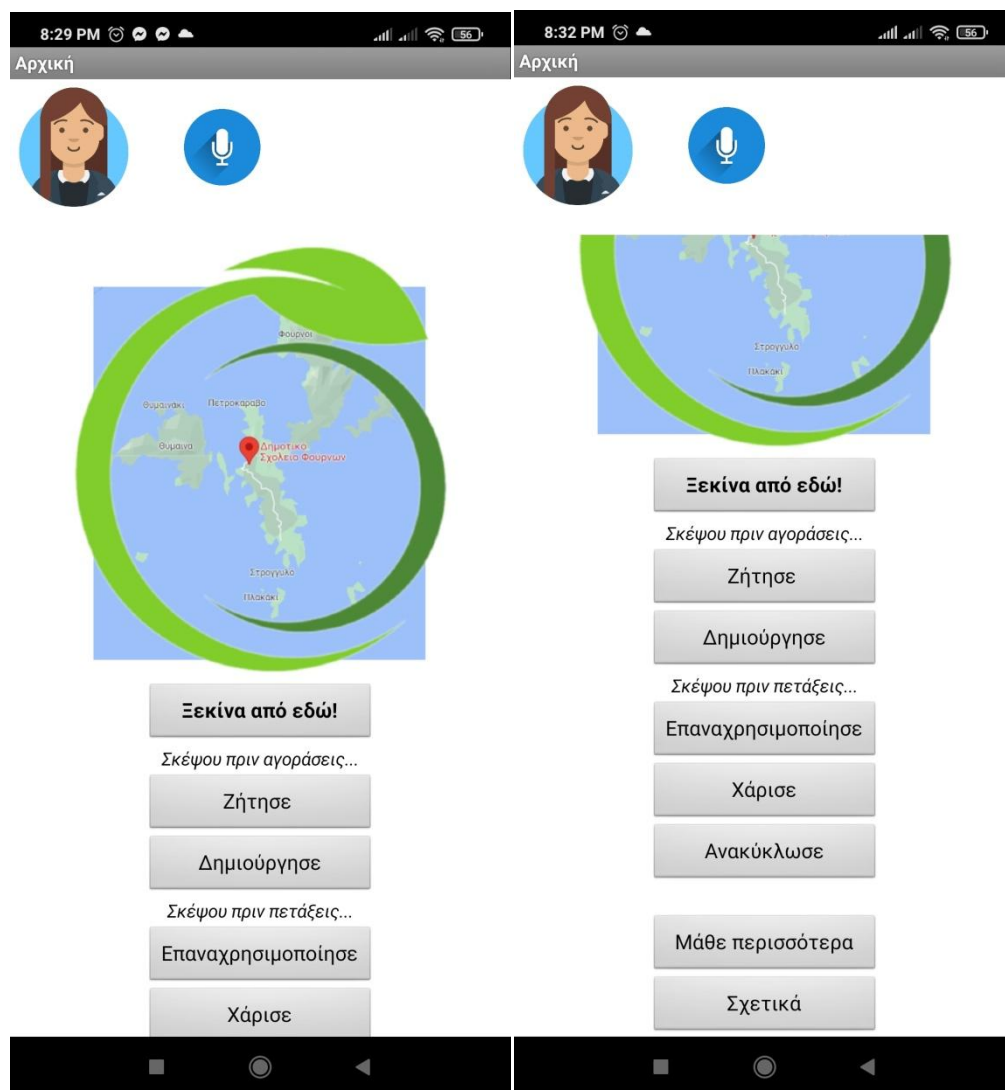 8:29 PM
56
Αρχική
Φούρνοι
Θυμαινάκι
Πετροκάραβο
Θύμαινα
Δημοτικό
Σχολείο Φούρνων
Στρογγυλό
Πλακάκι
Ξεκίνα από εδώ!
Σκέψου πριν αγοράσεις...
Ζήτησε
Δημιούργησε
Σκέψου πριν πετάξεις...
Επαναχρησιμοποίησε
Χάρισε
8:32 PM
56
Αρχική
Στρογγυλό
Πλακάκι
Ξεκίνα από εδώ!
Σκέψου πριν αγοράσεις...
Ζήτησε
Δημιούργησε
Σκέψου πριν πετάξεις...
Επαναχρησιμοποίησε
Χάρισε
Ανακύκλωσε
Μάθε περισσότερα
Σχετικά